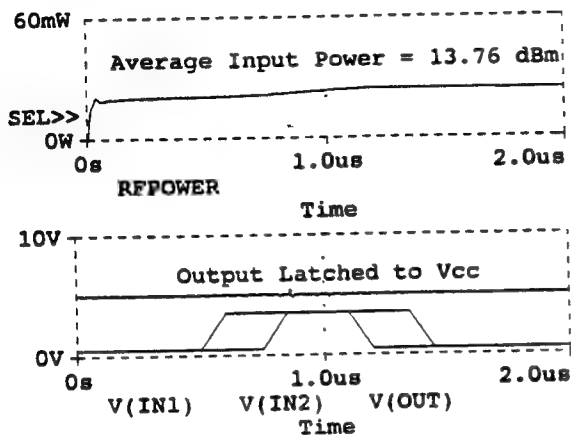 60mW
Average Input Power = 13.76 dBm
SEL>>
0W
0s 1.0us 2.0us
RFPOWER
Time
10V
Output Latched to Vcc
0V
0s 1.0us 2.0us
V(IN1) V(IN2) V(OUT)
Time